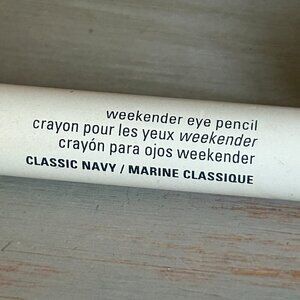 weekender eye pencil
crayon pour les yeux weekender
crayón para ojos weekender
CLASSIC NAVY / MARINE CLASSIQUE